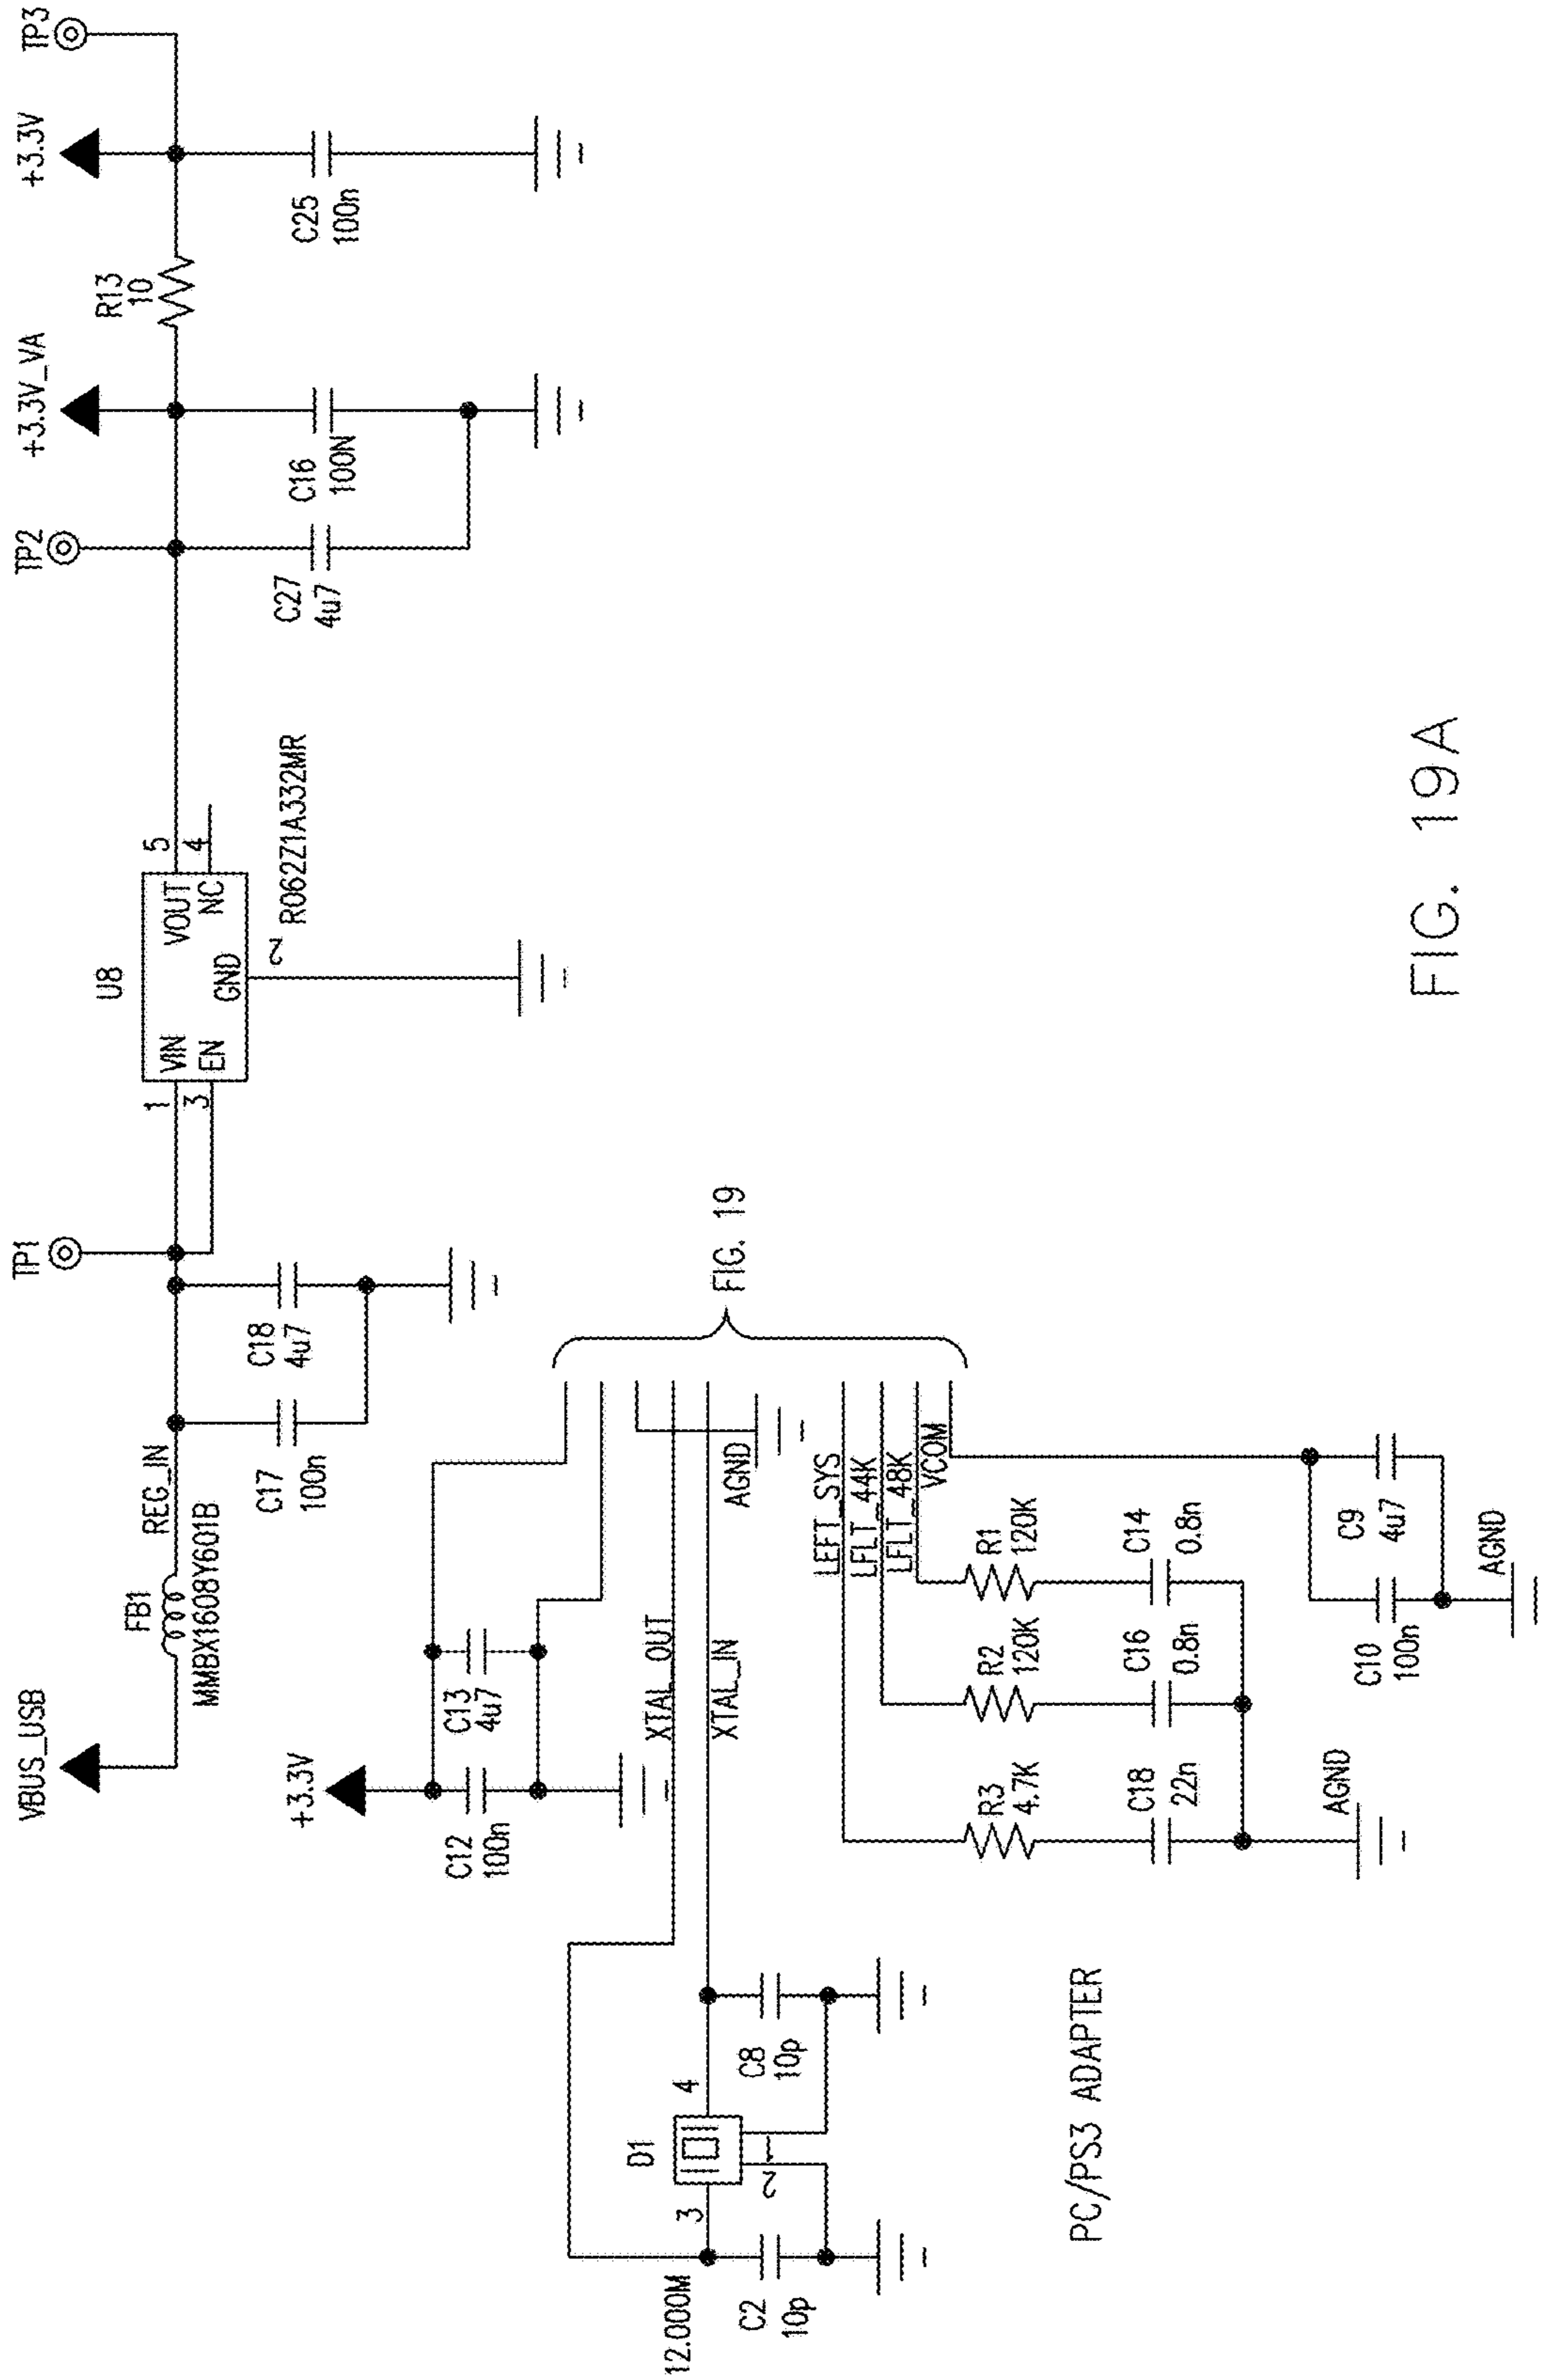 VBUS_USB
FB1
MMBX1608Y601B
REG_IN
C17
100n
C18
4u7
TP1
1
3
U8
VIN
EN
GND
VOUT
NC
5
4
2
R062Z1A332MR
TP2
C27
4u7
+3.3V_VA
C16
100N
R13
10
+3.3V
C25
100n
TP3
+3.3V
C12
100n
C13
4u7
XTAL_OUT
XTAL_IN
AGND
FIG. 19
12.000M
3
D1
4
2
1
C2
10p
C8
10p
LEFT_SYS
LFLT_44K
LFLT_48K
VCOM
R3
4.7K
R2
120K
R1
120K
C18
22n
C16
0.8n
C14
0.8n
AGND
C10
100n
C9
4u7
AGND
PC/PS3 ADAPTER
FIG. 19A